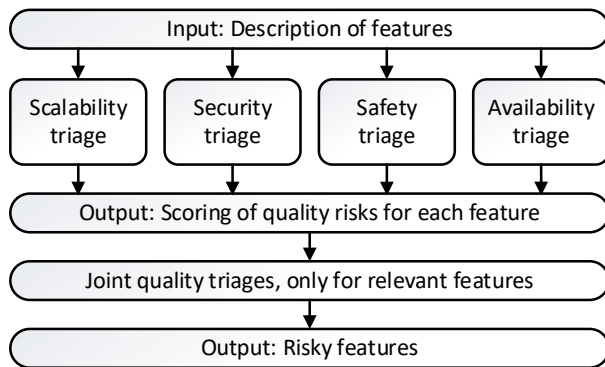 Input: Description of features
Scalability
triage
Security
triage
Safety
triage
Availability
triage
Output: Scoring of quality risks for each feature
Joint quality triages, only for relevant features
Output: Risky features